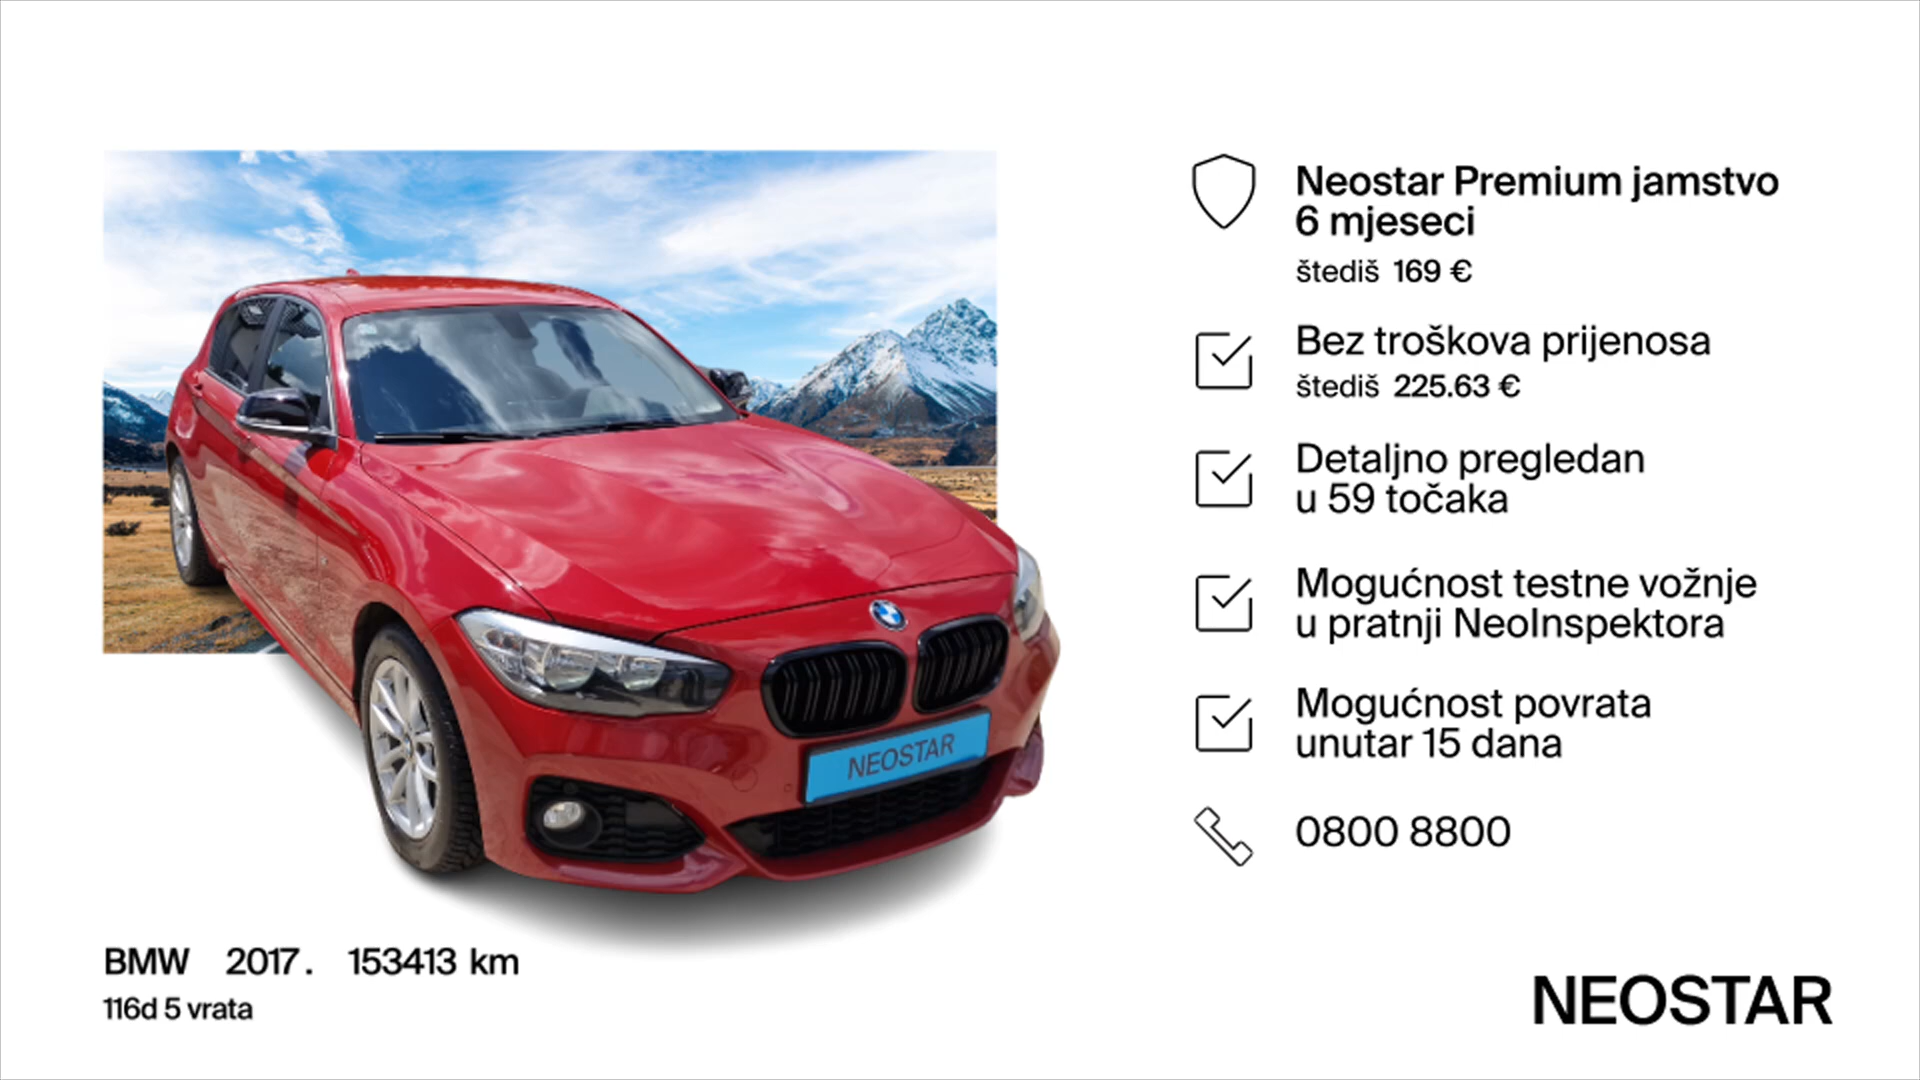 NEOSTAR
BMW 2017. 153413 km
116d 5 vrata
Neostar Premium jamstvo
6 mjeseci
štediš 169 €
Bez troškova prijenosa
štediš 225.63 €
Detaljno pregledan
u 59 točaka
Mogućnost testne vožnje
u pratnji NeoInspektora
Mogućnost povrata
unutar 15 dana
0800 8800
NEOSTAR